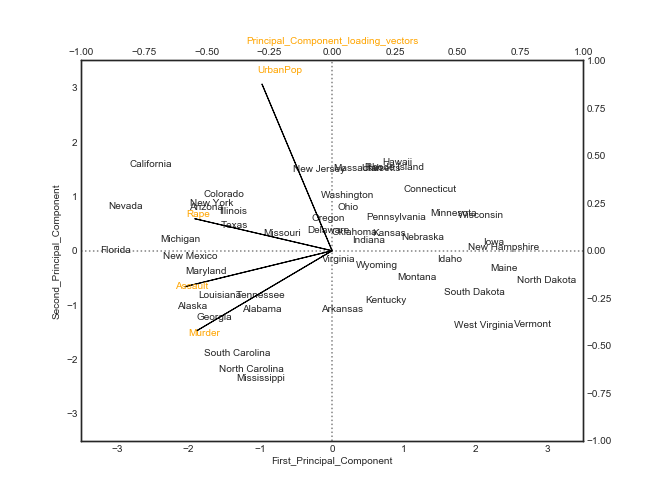 Principal_Component_loading_vectors
−1.00 −0.75 −0.50 −0.25 0.00 0.25 0.50 0.75 1.00
UrbanPop
3
1.00
0.75
Hawaii
California
New Jersey
Massachusetts
Rhode Island
2
0.50
Connecticut
Colorado
Washington
New York
Nevada
Arizona
Illinois
Ohio
1
0.25
Rape
Oregon
Pennsylvania
Minnesota
Wisconsin
Texas
Missouri
Delaware
Oklahoma
Kansas
Michigan
Indiana
Nebraska
Iowa
New Hampshire
Florida
0
0.00
New Mexico
Virginia
Idaho
Maryland
Wyoming
Maine
Montana
North Dakota
Assault
Louisiana
Tennessee
Kentucky
South Dakota
−0.25
Alaska
Alabama
Arkansas
−1
Georgia
Murder
West Virginia
Vermont
−0.50
South Carolina
−2
North Carolina
Mississippi
−0.75
−3
−1.00
−3 −2 −1 0 1 2 3
First_Principal_Component
Second_Principal_Component